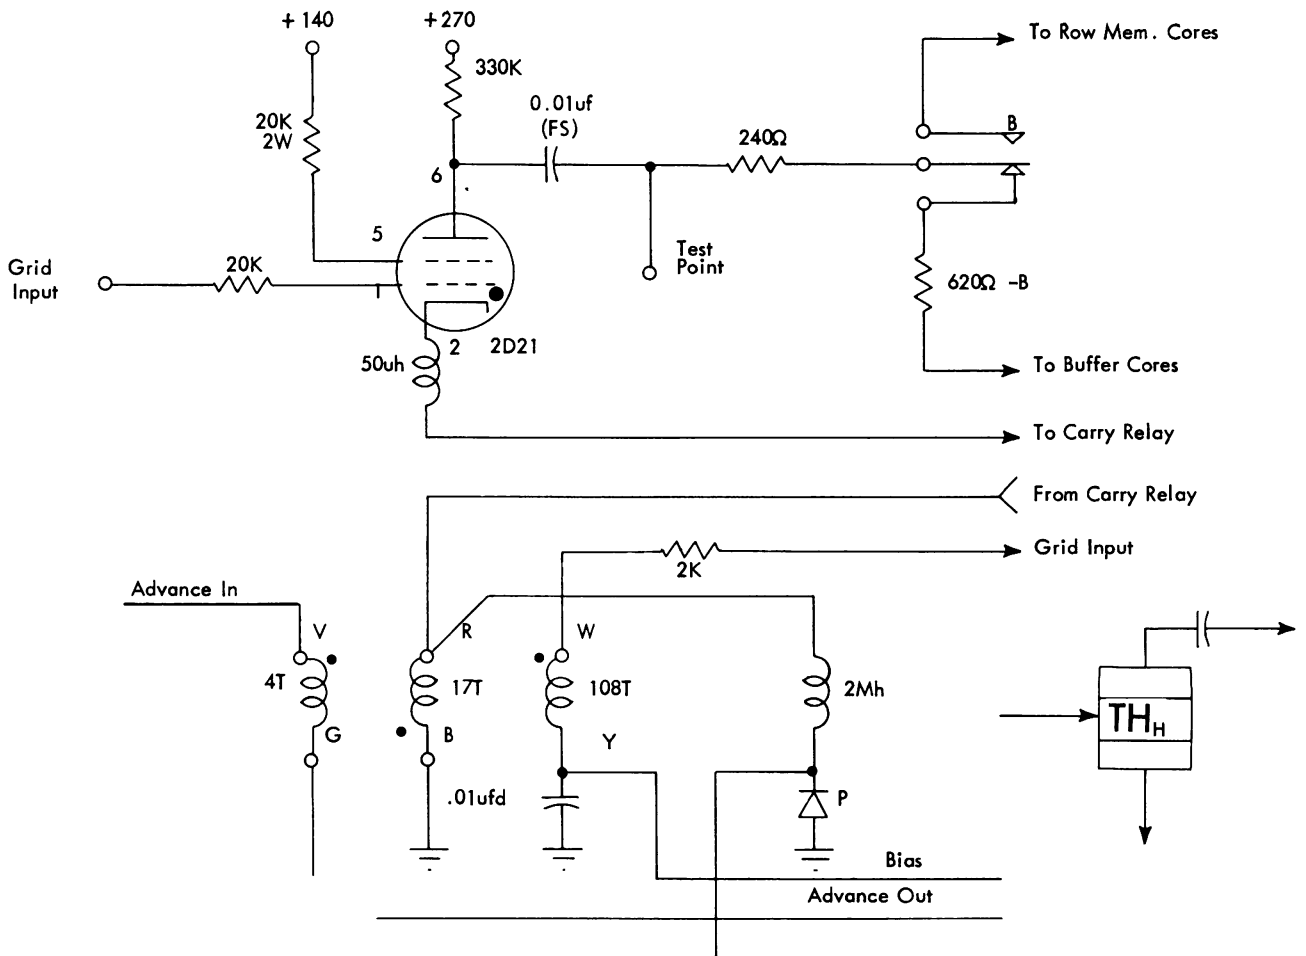 +140
+270
330K
0.01uf
(FS)
20K
2W
240Ω
To Row Mem. Cores
B
6
5
Test
Point
Grid
Input
20K
1
620Ω -B
2
2D21
50uh
To Buffer Cores
To Carry Relay
From Carry Relay
Grid Input
2K
Advance In
V
R
W
4T
17T
108T
2Mh
TH H
G
B
Y
.01ufd
P
Bias
Advance Out